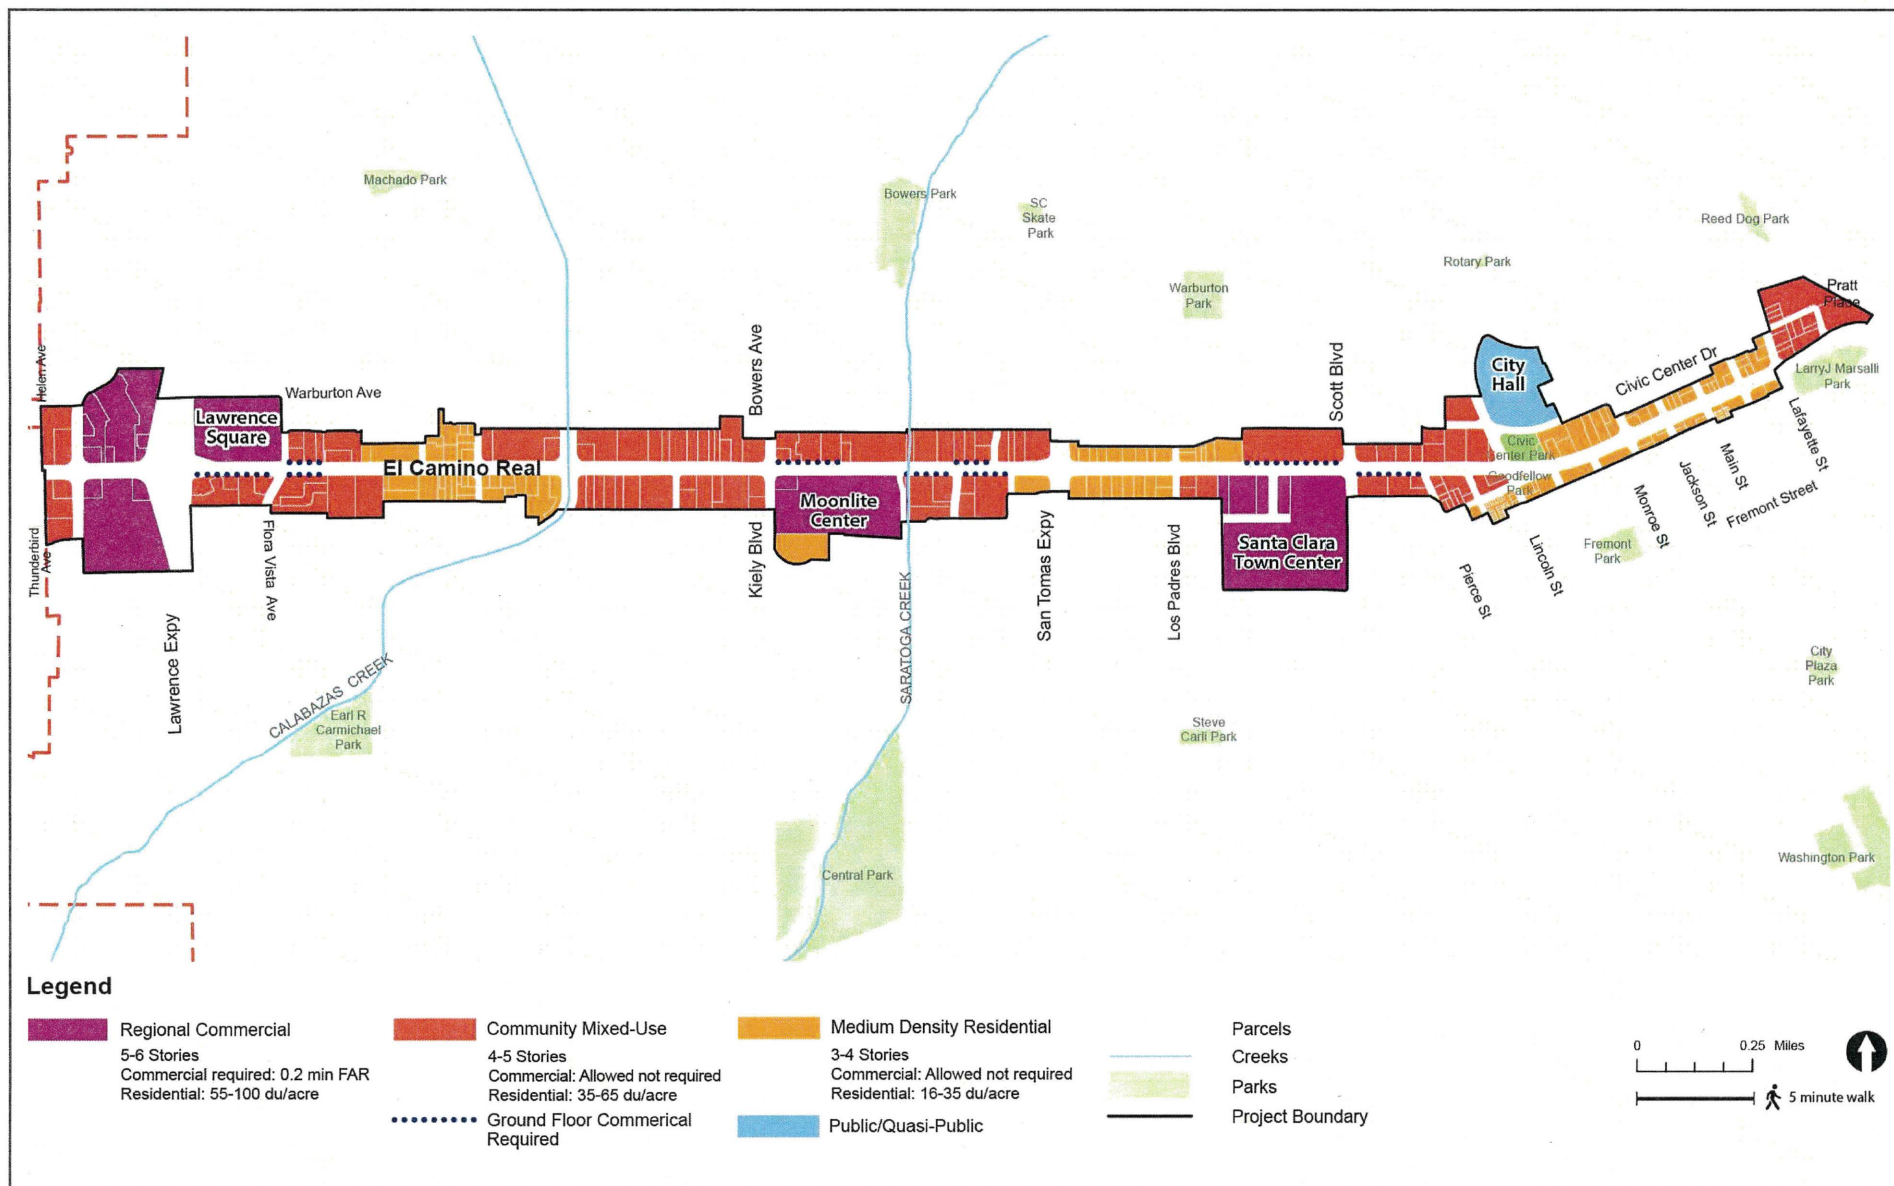 Machado Park
Bowers Park
SC
Skate
Park
Reed Dog Park
Rotary Park
Warburton
Park
Pratt
Place
Helen Ave
Warburton Ave
Bowers Ave
Scott Blvd
City
Hall
Civic Center Dr
Larry J Marsalli
Park
Lawrence
Square
El Camino Real
Civic
Center Park
Goodfellow
Park
Lafayette St
Main St
Jackson St
Fremont Street
Monroe St
Moonlite
Center
Santa Clara
Town Center
Fremont
Park
Lincoln St
Pierce St
Thunderbird
Ave
Flora Vista Ave
Lawrence Expy
Kiely Blvd
San Tomas Expy
Los Padres Blvd
SARATOGA CREEK
CALABAZAS CREEK
Earl R
Carmichael
Park
Steve
Carli Park
City
Plaza
Park
Central Park
Washington Park
Legend
Regional Commercial
5-6 Stories
Commercial required: 0.2 min FAR
Residential: 55-100 du/acre
Community Mixed-Use
4-5 Stories
Commercial: Allowed not required
Residential: 35-65 du/acre
Ground Floor Commerical
Required
Medium Density Residential
3-4 Stories
Commercial: Allowed not required
Residential: 16-35 du/acre
Public/Quasi-Public
Parcels
Creeks
Parks
Project Boundary
0 0.25 Miles
5 minute walk